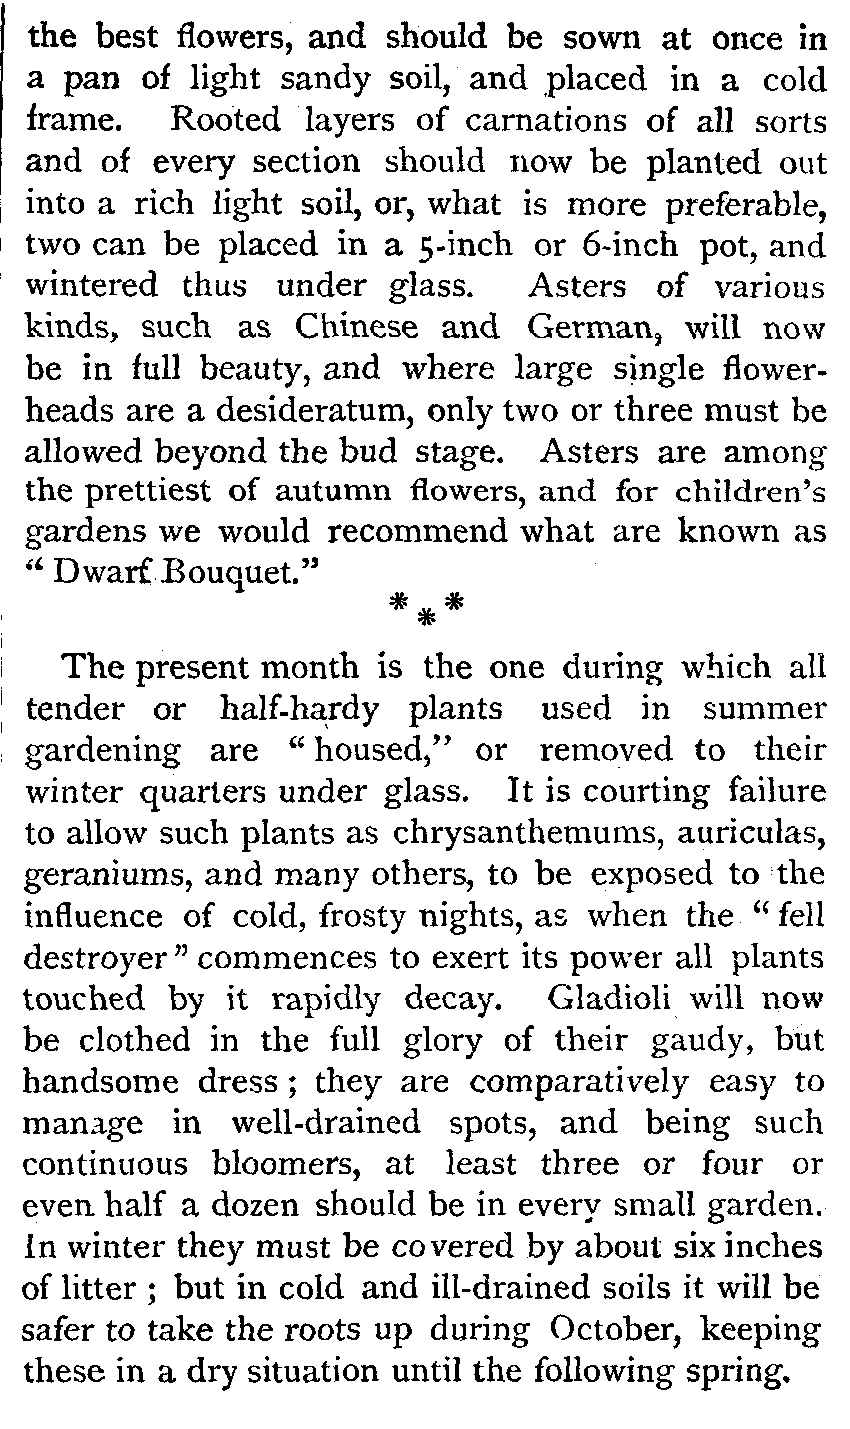 the best flowers, and should be sown at once in
a pan of light sandy soil, and placed in a cold
frame. Rooted layers of carnations of all sorts
and of every section should now be planted out
into a rich light soil, or, what is more preferable,
two can be placed in a 5-inch or 6-inch pot, and
wintered thus under glass. Asters of various
kinds, such as Chinese and German, will now
be in full beauty, and where large single flower-
heads are a desideratum, only two or three must be
allowed beyond the bud stage. Asters are among
the prettiest of autumn flowers, and for children's
gardens we would recommend what are known as
“ Dwarf Bouquet.”
* * *
The present month is the one during which all
tender or half-hardy plants used in summer
gardening are “ housed,” or removed to their
winter quarters under glass. It is courting failure
to allow such plants as chrysanthemums, auriculas,
geraniums, and many others, to be exposed to the
influence of cold, frosty nights, as when the “ fell
destroyer ” commences to exert its power all plants
touched by it rapidly decay. Gladioli will now
be clothed in the full glory of their gaudy, but
handsome dress ; they are comparatively easy to
manage in well-drained spots, and being such
continuous bloomers, at least three or four or
even half a dozen should be in every small garden.
In winter they must be covered by about six inches
of litter ; but in cold and ill-drained soils it will be
safer to take the roots up during October, keeping
these in a dry situation until the following spring.